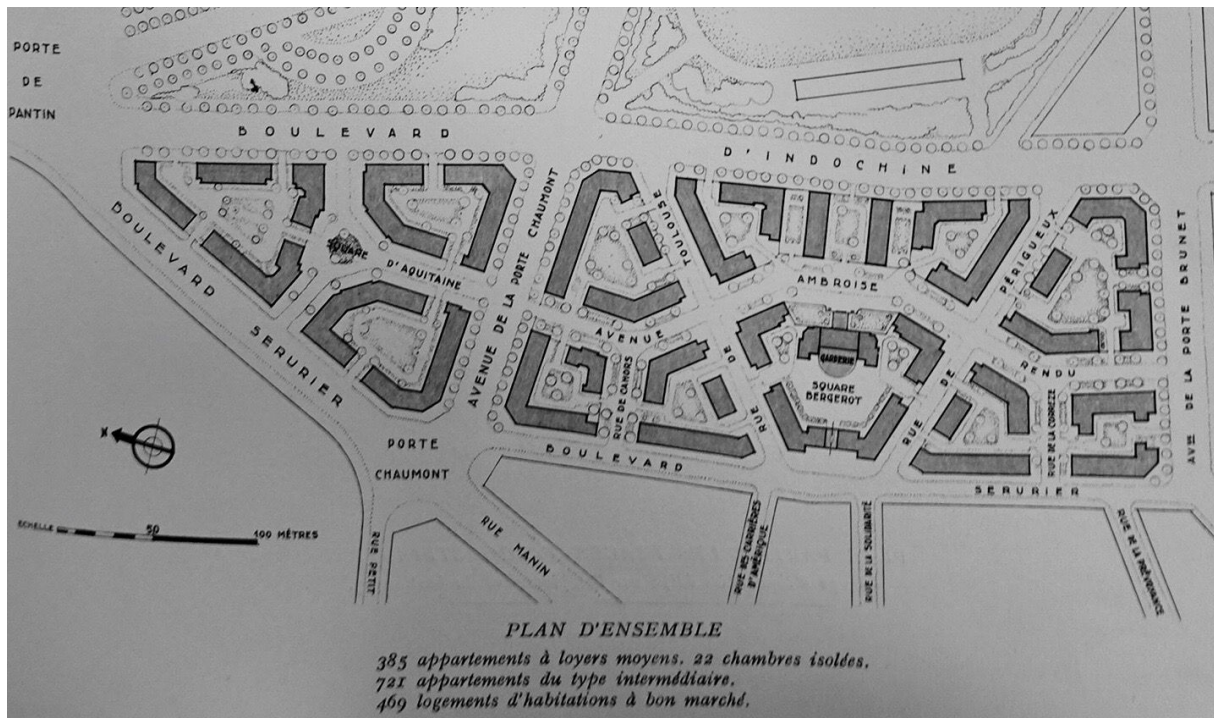 PORTE
DE
PANTIN
BOULEVARD
D'INDOCHINE
BOULEVARD
SERURIER
SQUARE
D'AQUITAINE
AVENUE DE LA PORTE CHAUMONT
TOULOUSE
AVENUE
AMBROISE
PÉRIGUEUX
AVUE DE LA PORTE BRUNET
RUE DE CAMORS
DE
RUE
GARDERIE
SQUARE
BERGEROT
DE
RUE
RENDU
RUE DE LA CORREZE
BOULEVARD
SERURIER
PORTE
CHAUMONT
N
ECHELLE
50
100 MÈTRES
RUE PETIT
RUE MANIN
RUE DES CARRIÈRES
D'AMÉRIQUE
RUE DE LA SOLIDARITÉ
RUE DE LA PRÉVOYANCE
PLAN D'ENSEMBLE
385 appartements à loyers moyens. 22 chambres isolées.
721 appartements du type intermédiaire.
469 logements d'habitations à bon marché.